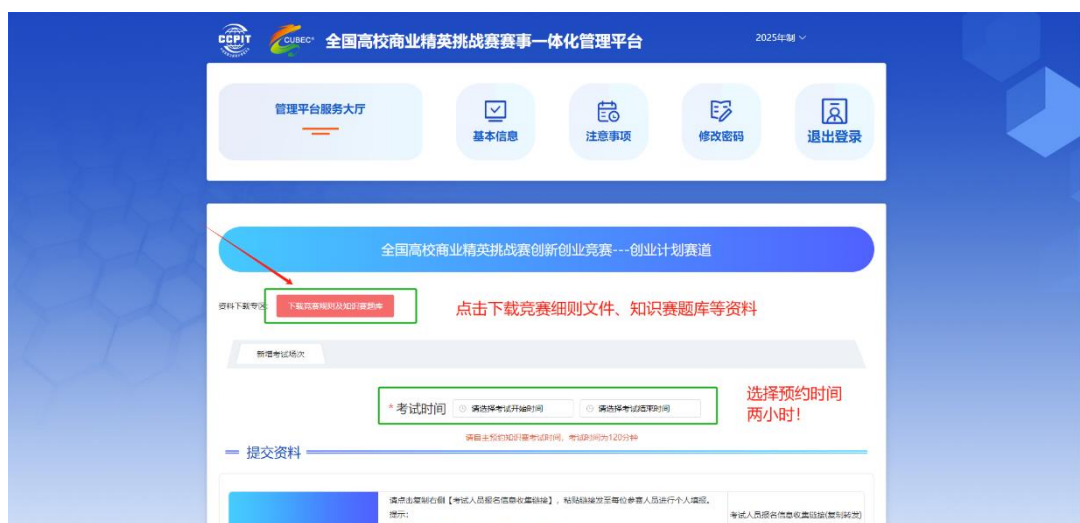 CCPIT
CUBEC
全国高校商业精英挑战赛赛事一体化管理平台
2025年制
管理平台服务大厅
基本信息
注意事项
修改密码
退出登录
全国高校商业精英挑战赛创新创业竞赛---创业计划赛道
资料下载专区
下载竞赛规则及知识赛题库
点击下载竞赛细则文件、知识赛题库等资料
新增考试场次
* 考试时间
请选择考试开始时间
请选择考试结束时间
选择预约时间
两小时！
请自主预约知识赛考试时间，考试时间为120分钟
提交资料
请点击复制右侧【考试人员报名信息收集链接】，粘贴链接发至每位参赛人员进行个人填报。
提示：
考试人员报名信息收集链接(复制转发)